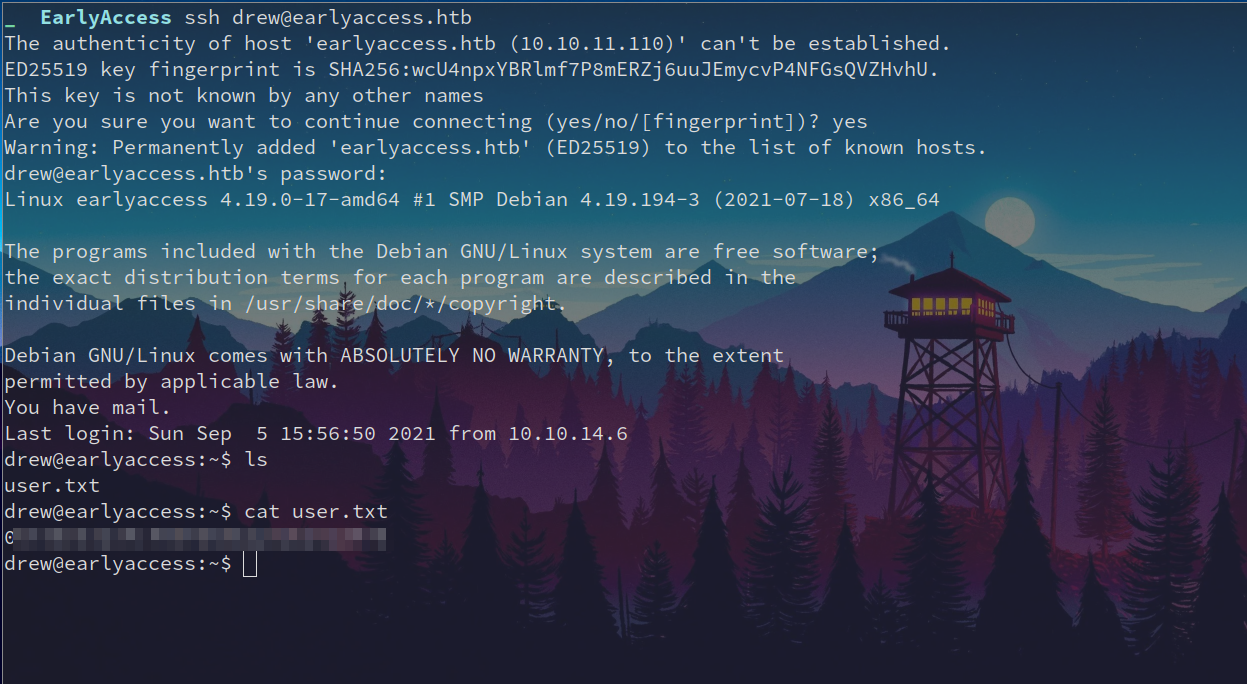 _  EarlyAccess ssh drew@earlyaccess.htb
The authenticity of host 'earlyaccess.htb (10.10.11.110)' can't be established.
ED25519 key fingerprint is SHA256:wcU4npxYBRlmf7P8mERZj6uuJEmycvP4NFGsQVZHvhU.
This key is not known by any other names
Are you sure you want to continue connecting (yes/no/[fingerprint])? yes
Warning: Permanently added 'earlyaccess.htb' (ED25519) to the list of known hosts.
drew@earlyaccess.htb's password:
Linux earlyaccess 4.19.0-17-amd64 #1 SMP Debian 4.19.194-3 (2021-07-18) x86_64
The programs included with the Debian GNU/Linux system are free software;
the exact distribution terms for each program are described in the
individual files in /usr/share/doc/*/copyright.
Debian GNU/Linux comes with ABSOLUTELY NO WARRANTY, to the extent
permitted by applicable law.
You have mail.
Last login: Sun Sep  5 15:56:50 2021 from 10.10.14.6
drew@earlyaccess:~$ ls
user.txt
drew@earlyaccess:~$ cat user.txt
drew@earlyaccess:~$